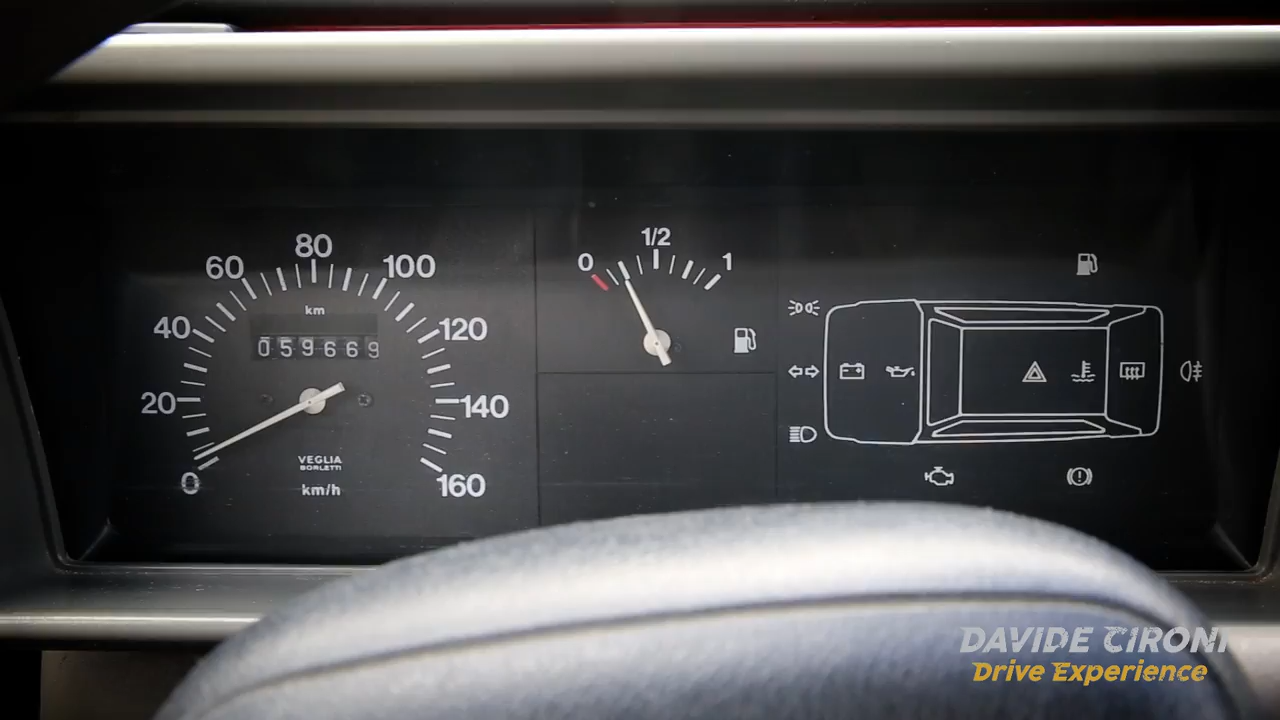 80
60
100
40
120
20
140
0
160
km
059669
VEGLIA
BORLETTI
km/h
1/2
0
1
DAVIDE CIRONI
Drive Experience